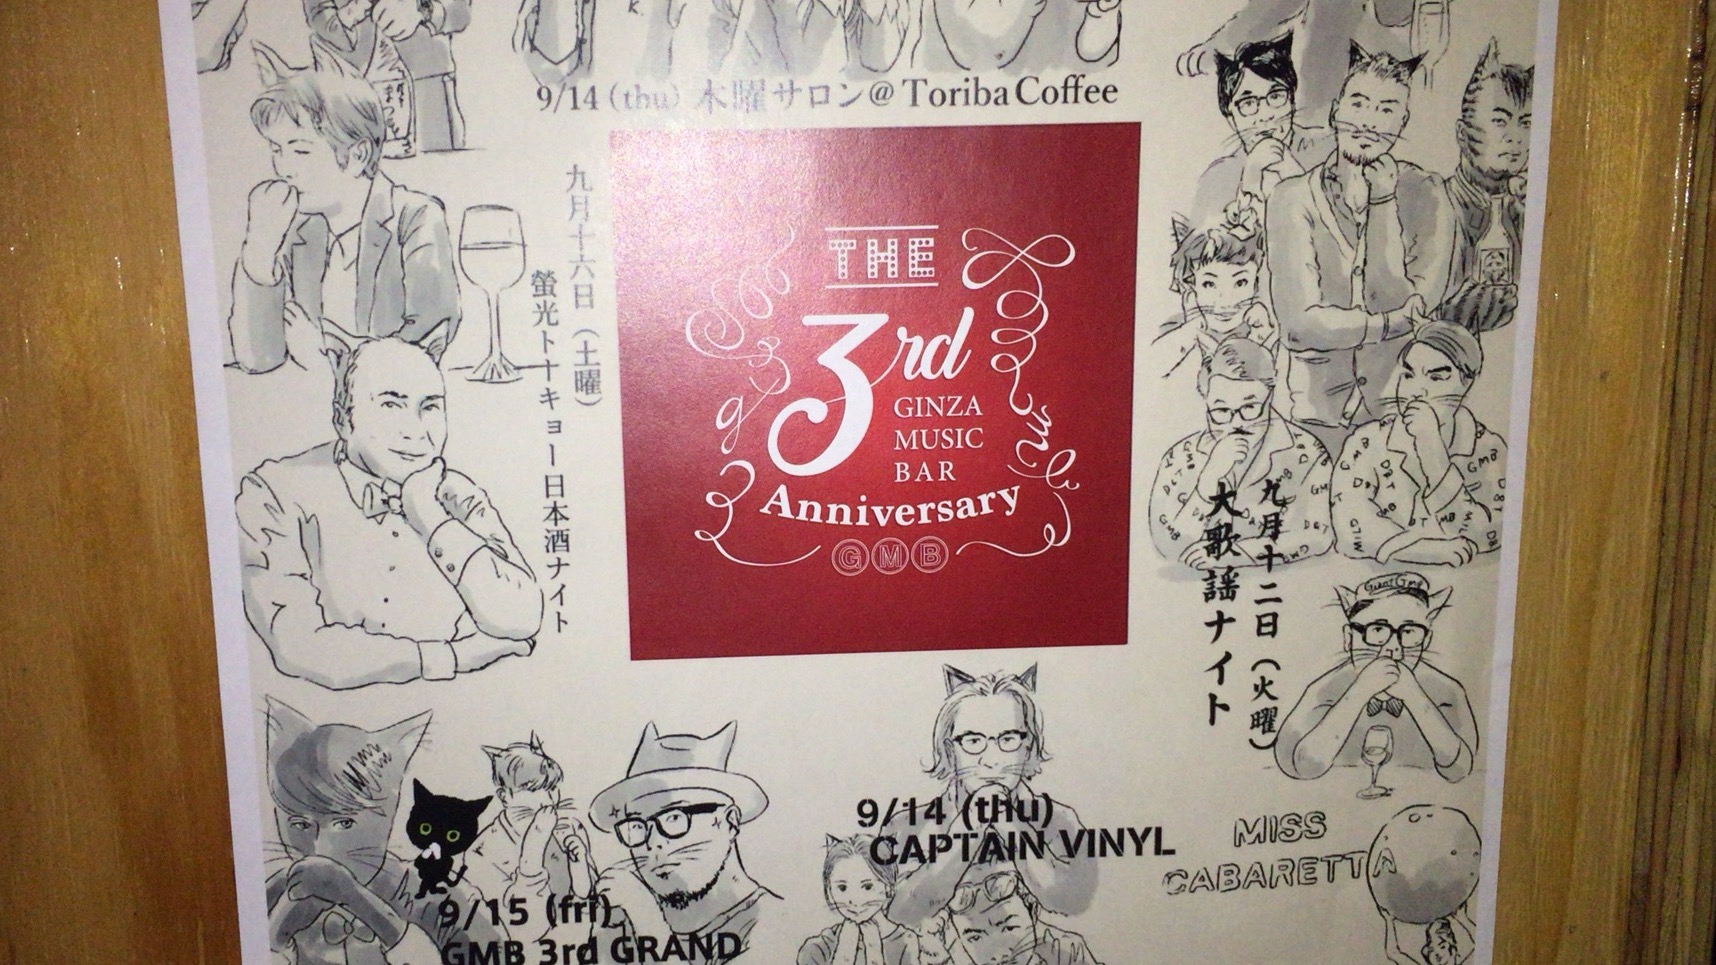 9/14 (thu) 木曜サロン@ Toriba Coffee
THE
3rd
GINZA
MUSIC
BAR
Anniversary
GMB
九月十六日(土曜)
螢光トーキョー日本酒ナイト
九月十二日(火曜)
大歌謡ナイト
9/14 (thu)
CAPTAIN VINYL
MISS
CABARETTA
9/15 (fri)
GMB 3rd GRAND